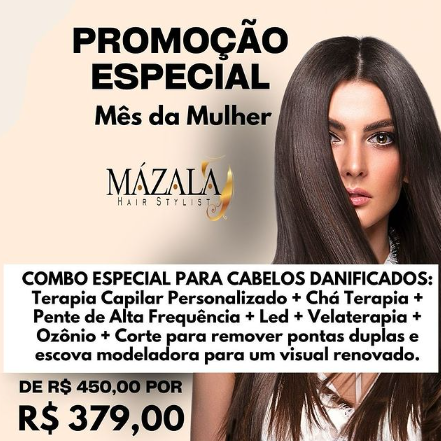 PROMOÇÃO
ESPECIAL
Mês da Mulher
MÁZALA
HAIR STYLIST
COMBO ESPECIAL PARA CABELOS DANIFICADOS:
Terapia Capilar Personalizado + Chá Terapia +
Pente de Alta Frequência + Led + Velaterapia +
Ozônio + Corte para remover pontas duplas e
escova modeladora para um visual renovado.
DE R$ 450,00 POR
R$ 379,00